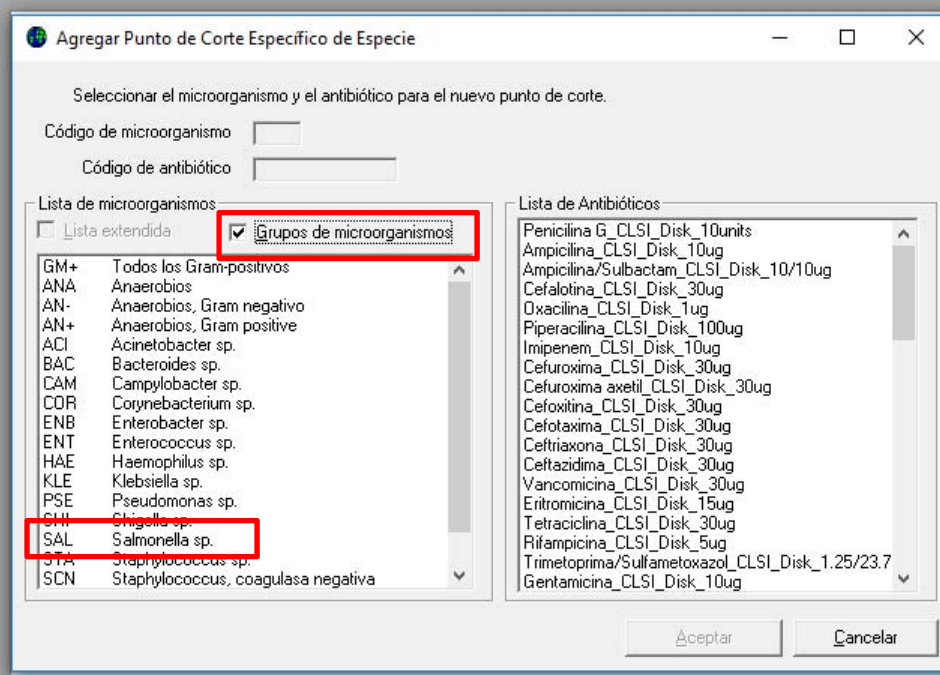 Agregar Punto de Corte Específico de Especie
Seleccionar el microorganismo y el antibiótico para el nuevo punto de corte.
Código de microorganismo
Código de antibiótico
Lista de microorganismos
Lista extendida
Grupos de microorganismos
GM+ Todos los Gram-positivos
ANA Anaerobios
AN- Anaerobios, Gram negativo
AN+ Anaerobios, Gram positive
ACI Acinetobacter sp.
BAC Bacteroides sp.
CAM Campylobacter sp.
COR Corynebacterium sp.
ENB Enterobacter sp.
ENT Enterococcus sp.
HAE Haemophilus sp.
KLE Klebsiella sp.
PSE Pseudomonas sp.
SHI Shigella sp.
SAL Salmonella sp.
STA Staphylococcus sp.
SCN Staphylococcus, coagulasa negativa
Lista de Antibióticos
Penicilina G_CLSI_Disk_10units
Ampicilina_CLSI_Disk_10ug
Ampicilina/Sulbactam_CLSI_Disk_10/10ug
Cefalotina_CLSI_Disk_30ug
Oxacilina_CLSI_Disk_1ug
Piperacilina_CLSI_Disk_100ug
Imipenem_CLSI_Disk_10ug
Cefuroxima_CLSI_Disk_30ug
Cefuroxima axetil_CLSI_Disk_30ug
Cefoxitina_CLSI_Disk_30ug
Cefotaxima_CLSI_Disk_30ug
Ceftriaxona_CLSI_Disk_30ug
Ceftazidima_CLSI_Disk_30ug
Vancomicina_CLSI_Disk_30ug
Eritromicina_CLSI_Disk_15ug
Tetraciclina_CLSI_Disk_30ug
Rifampicina_CLSI_Disk_5ug
Trimetoprima/Sulfametoxazol_CLSI_Disk_1.25/23.7
Gentamicina_CLSI_Disk_10ug
Aceptar
Cancelar